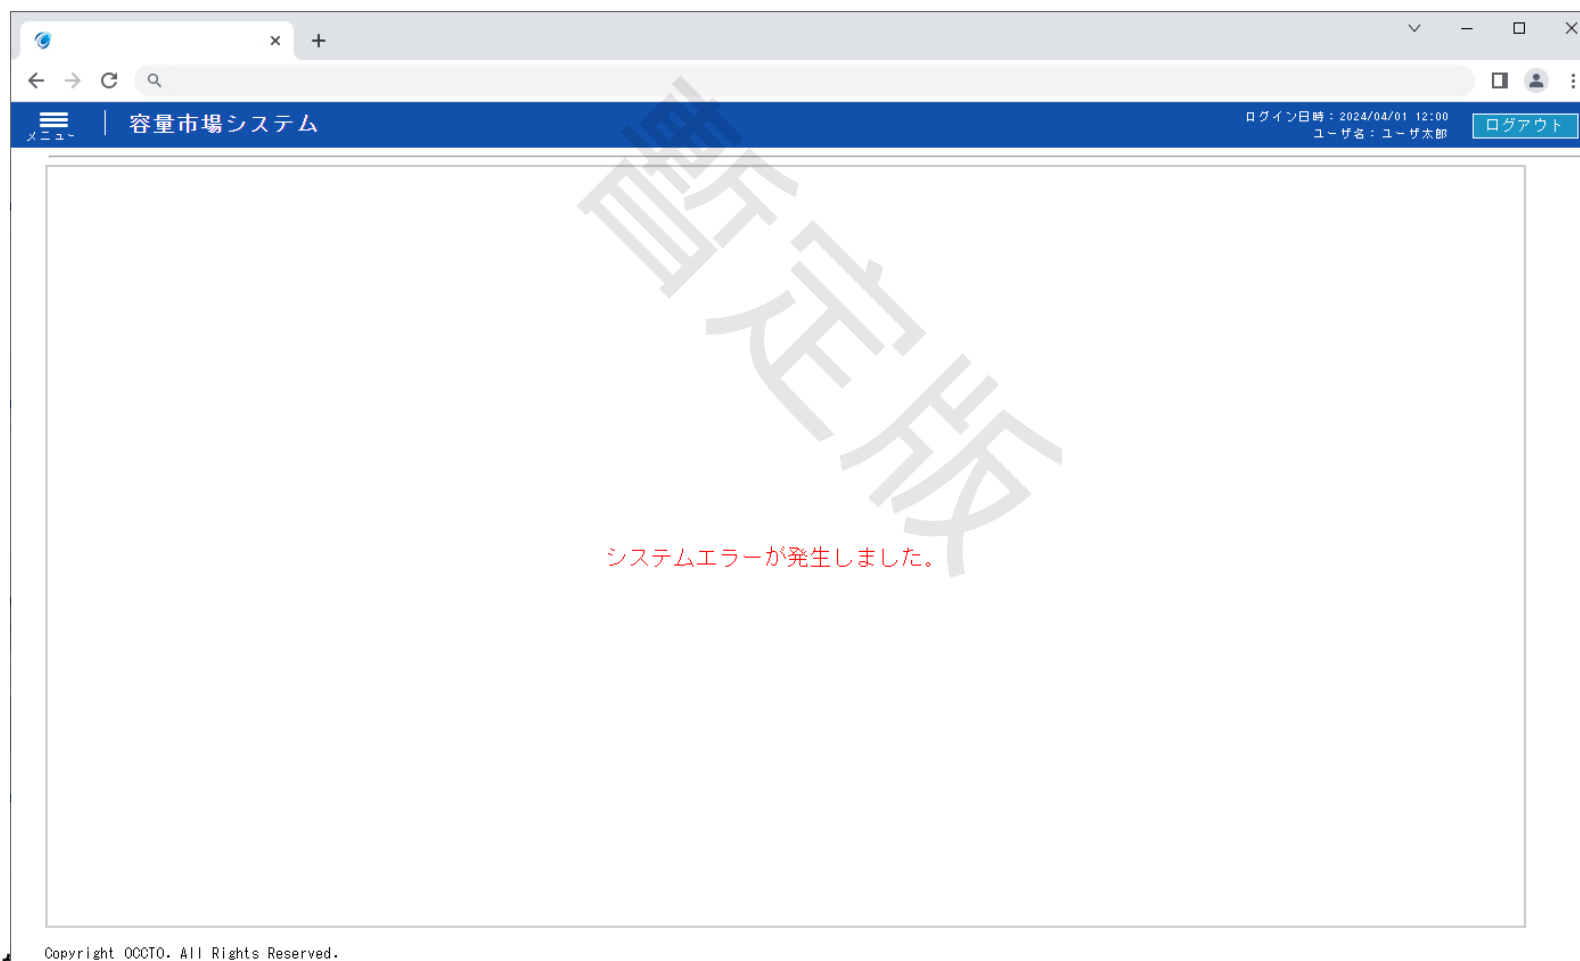 容量市場システム
ログイン日時：2024/04/01 12:00
ユーザ名：ユーザ太郎
ログアウト
メニュー
暫定版
システムエラーが発生しました。
Copyright OCCTO. All Rights Reserved.